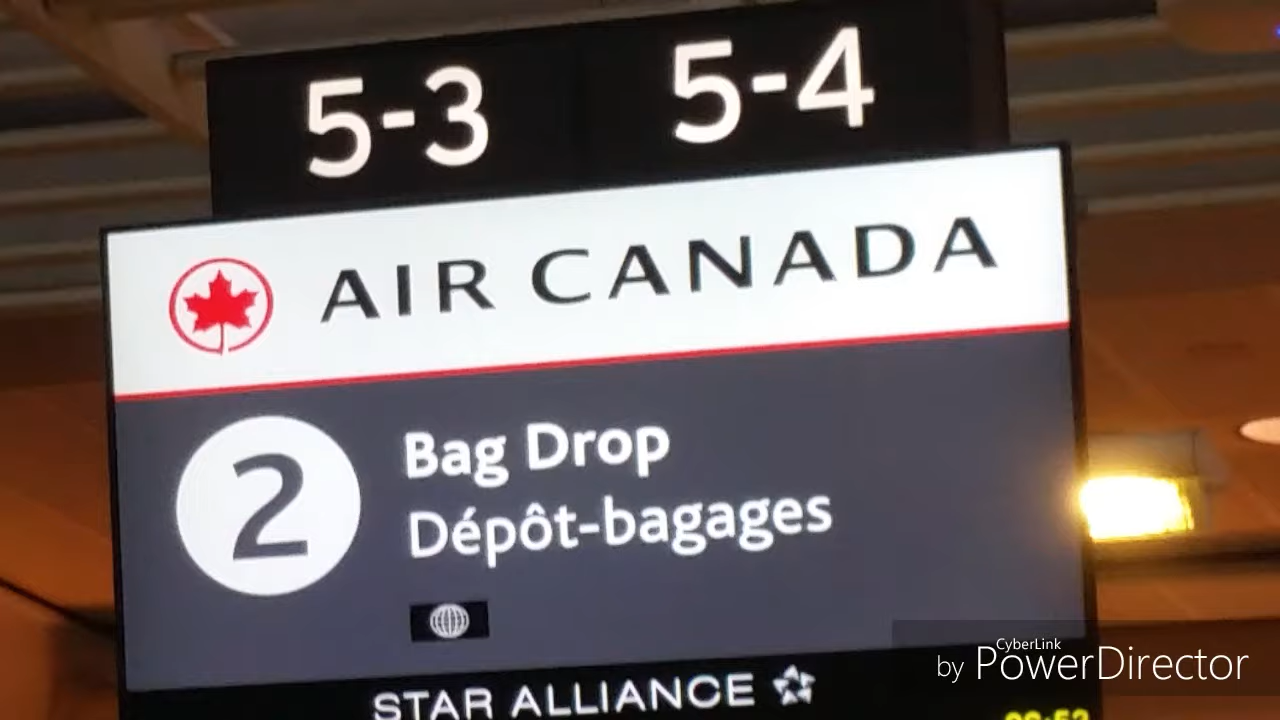 5-3 5-4
AIR CANADA
2
Bag Drop
Dépôt-bagages
STAR ALLIANCE
CyberLink
by PowerDirector